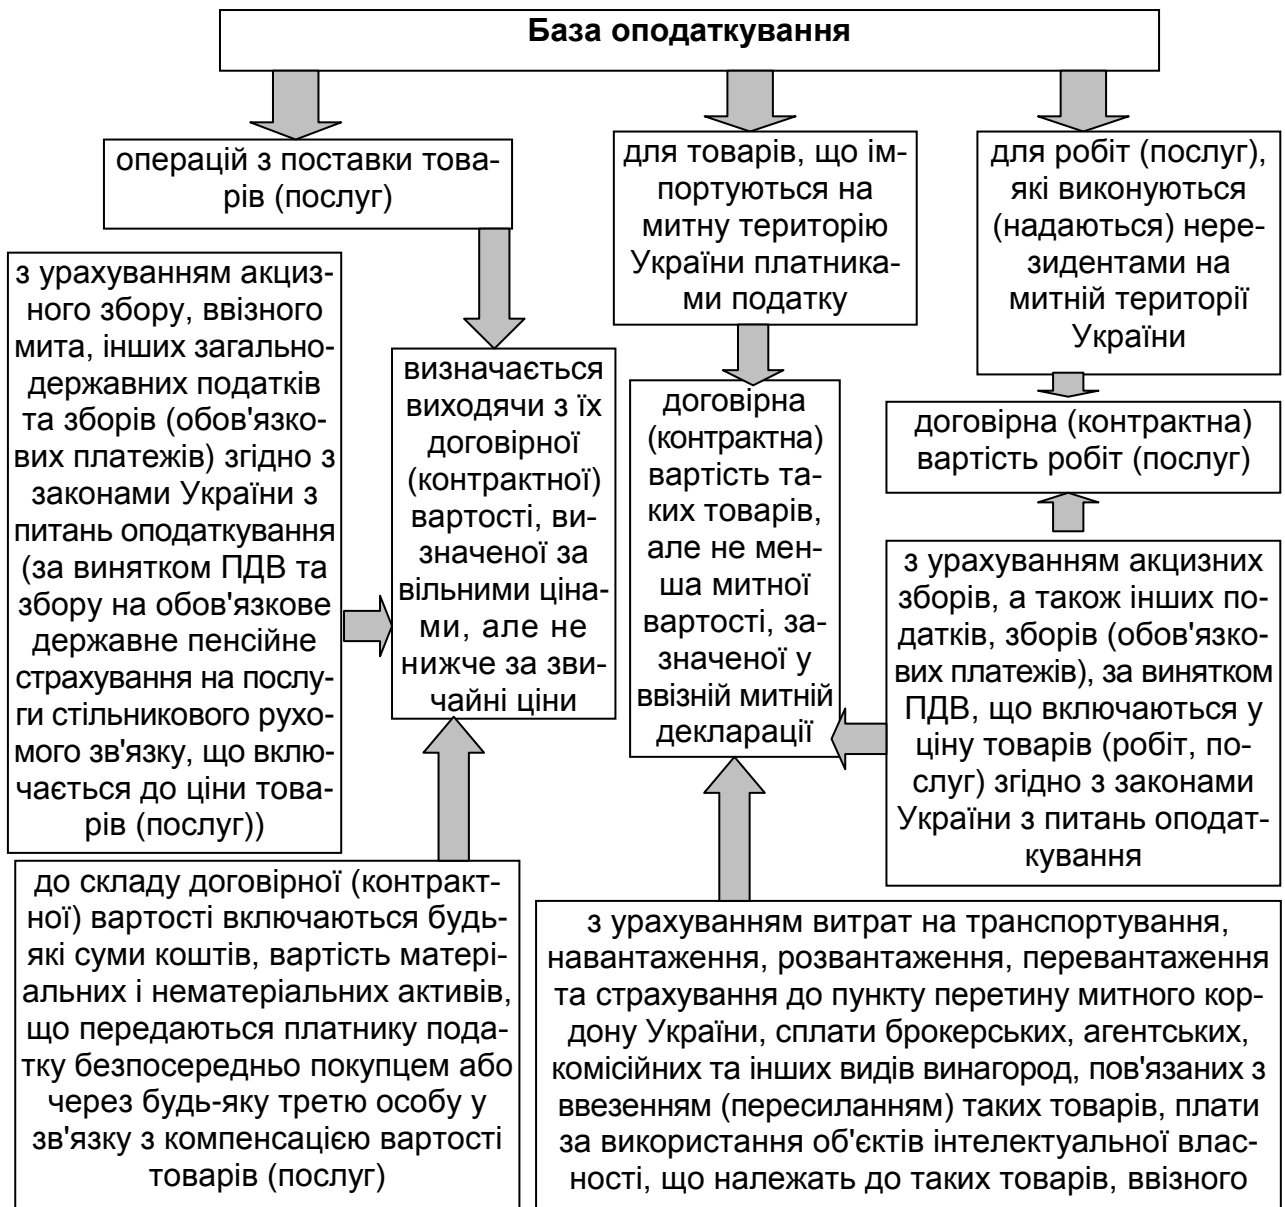 База оподаткування
операцій з поставки това-
рів (послуг)
для товарів, що ім-
портуються на
митну територію
України платника-
ми податку
для робіт (послуг),
які виконуються
(надаються) нере-
зидентами на
митній території
України
з урахуванням акциз-
ного збору, ввізного
мита, інших загально-
державних податків
та зборів (обов'язко-
вих платежів) згідно з
законами України з
питань оподаткування
(за винятком ПДВ та
збору на обов'язкове
державне пенсійне
страхування на послу-
ги стільникового рухо-
мого зв'язку, що вклю-
чається до ціни това-
рів (послуг))
визначається
виходячи з їх
договірної
(контрактної)
вартості, ви-
значеної за
вільними ціна-
ми, але не
нижче за зви-
чайні ціни
договірна
(контрактна)
вартість та-
ких товарів,
але не мен-
ша митної
вартості, за-
значеної у
ввізній митній
декларації
договірна (контрактна)
вартість робіт (послуг)
з урахуванням акцизних
зборів, а також інших по-
датків, зборів (обов'язко-
вих платежів), за винятком
ПДВ, що включаються у
ціну товарів (робіт, по-
слуг) згідно з законами
України з питань оподат-
кування
до складу договірної (контракт-
ної) вартості включаються будь-
які суми коштів, вартість матері-
альних і нематеріальних активів,
що передаються платнику пода-
тку безпосередньо покупцем або
через будь-яку третю особу у
зв'язку з компенсацією вартості
товарів (послуг)
з урахуванням витрат на транспортування,
навантаження, розвантаження, перевантаження
та страхування до пункту перетину митного кор-
дону України, сплати брокерських, агентських,
комісійних та інших видів винагород, пов'язаних з
ввезенням (пересиланням) таких товарів, плати
за використання об'єктів інтелектуальної влас-
ності, що належать до таких товарів, ввізного